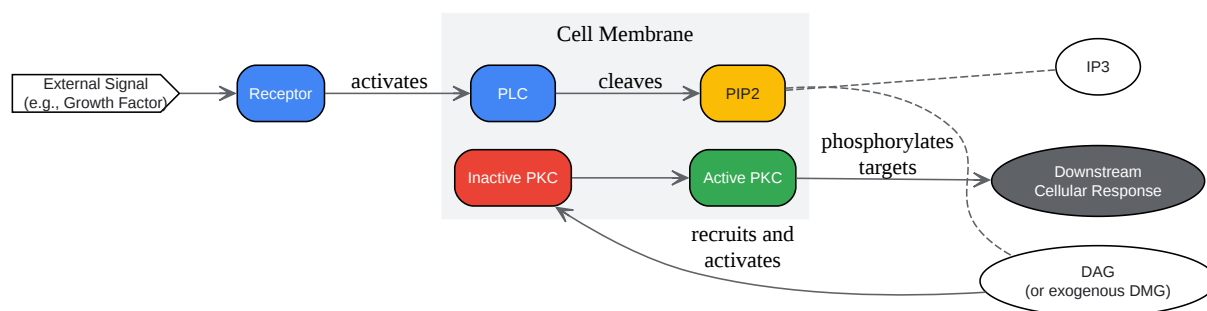 Cell Membrane
External Signal
(e.g., Growth Factor)
Receptor
activates
PLC
cleaves
PIP2
IP3
Inactive PKC
Active PKC
phosphorylates
targets
Downstream
Cellular Response
recruits and
activates
DAG
(or exogenous DMG)